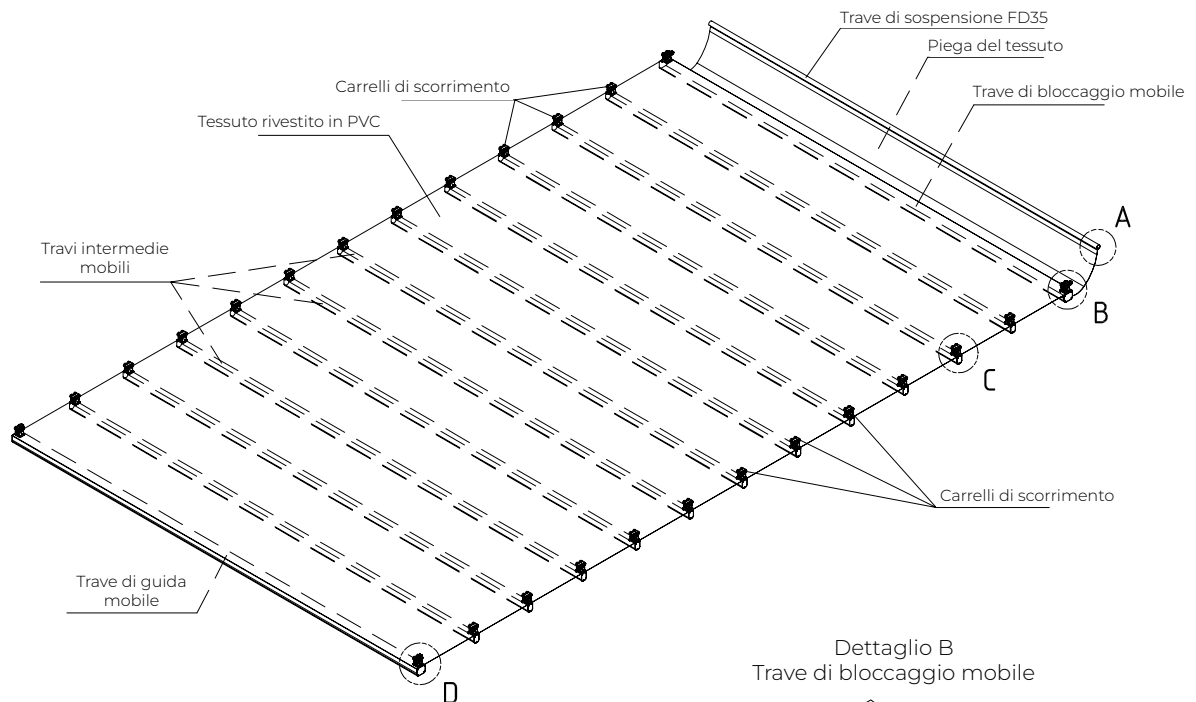 Trave di sospensione FD35
Piega del tessuto
Carrelli di scorrimento
Trave di bloccaggio mobile
Tessuto rivestito in PVC
A
Travi intermedie
mobili
B
C
Carrelli di scorrimento
Trave di guida
mobile
Dettaglio B
Trave di bloccaggio mobile
D